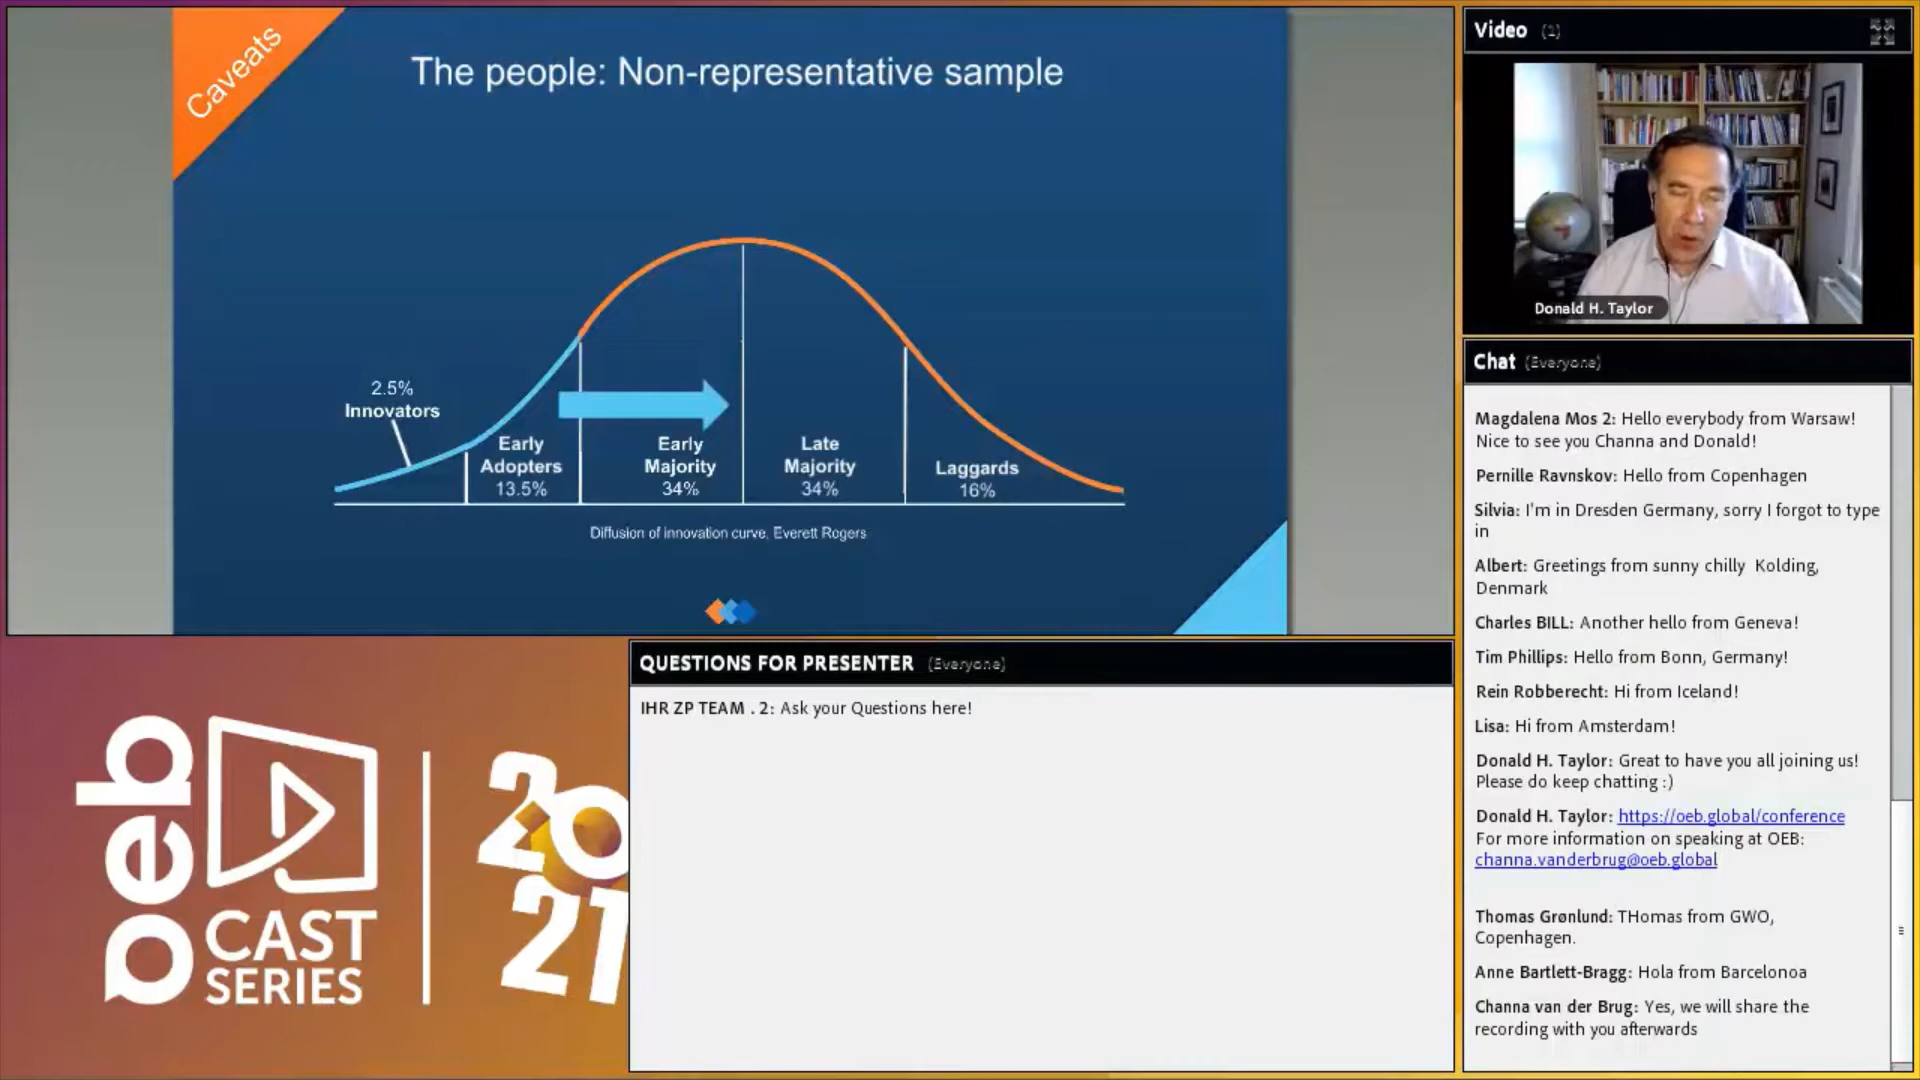 Caveats
The people: Non-representative sample
2.5%
Innovators
Early
Adopters
13.5%
Early
Majority
34%
Late
Majority
34%
Laggards
16%
Diffusion of innovation curve, Everett Rogers
Video (1)
Donald H. Taylor
Chat (Everyone)
Magdalena Mos 2: Hello everybody from Warsaw!
Nice to see you Channa and Donald!
Pernille Ravnskov: Hello from Copenhagen
Silvia: I'm in Dresden Germany, sorry I forgot to type
in
Albert: Greetings from sunny chilly Kolding,
Denmark
Charles BILL: Another hello from Geneva!
Tim Phillips: Hello from Bonn, Germany!
Rein Robberecht: Hi from Iceland!
Lisa: Hi from Amsterdam!
Donald H. Taylor: Great to have you all joining us!
Please do keep chatting :)
Donald H. Taylor: https://oeb.global/conference
For more information on speaking at OEB:
channa.vanderbrug@oeb.global
Thomas Grønlund: THomas from GWO,
Copenhagen.
Anne Bartlett-Bragg: Hola from Barcelonoa
Channa van der Brug: Yes, we will share the
recording with you afterwards
QUESTIONS FOR PRESENTER (Everyone)
IHR ZP TEAM . 2: Ask your Questions here!
oeb
CAST
SERIES
20
21